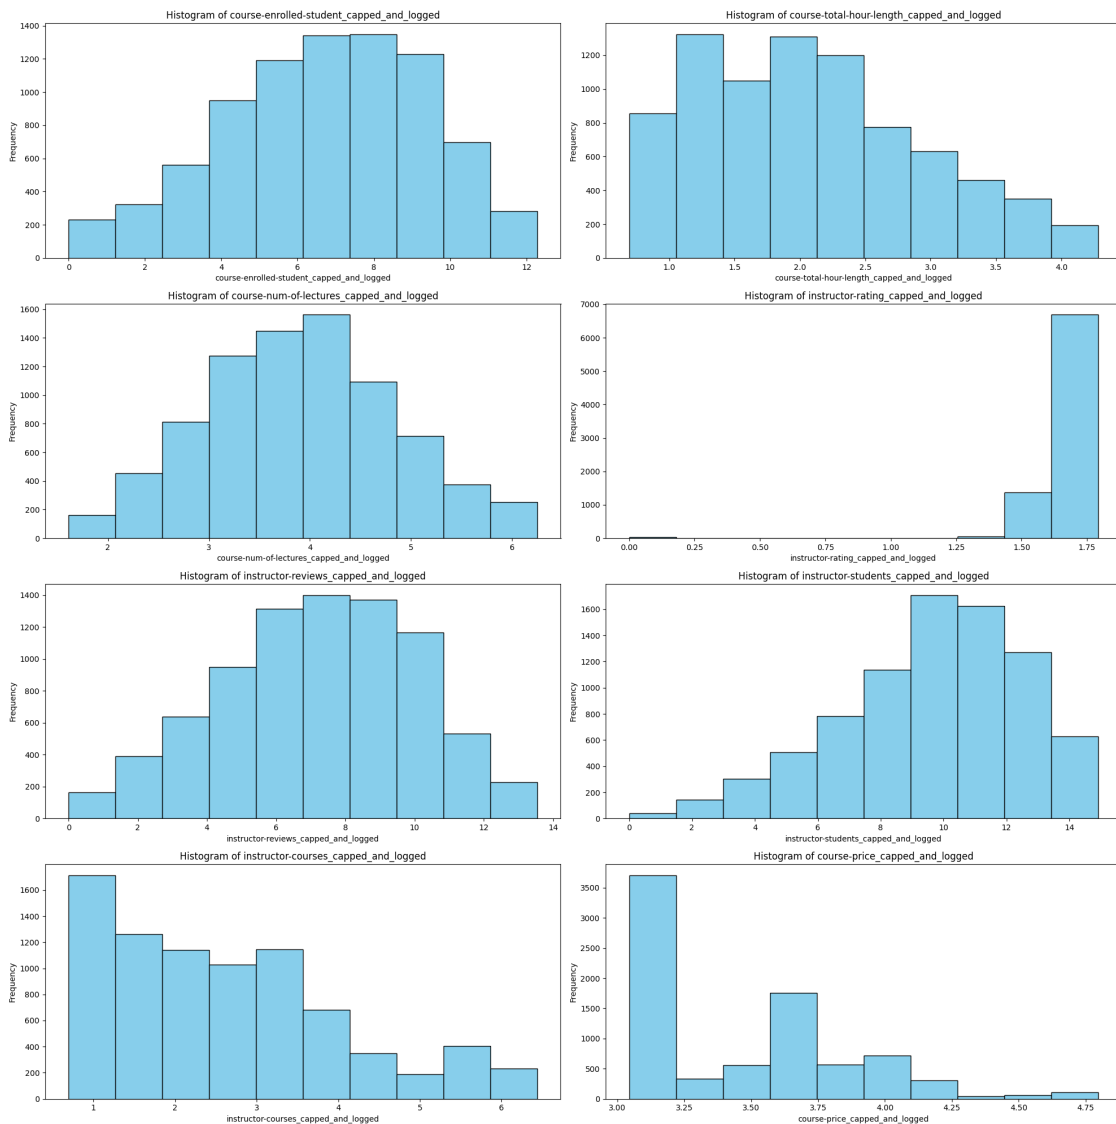 Histogram of course-enrolled-student_capped_and_logged
Frequency
1400
1200
1000
800
600
400
200
0
0 2 4 6 8 10 12
course-enrolled-student_capped_and_logged
Histogram of course-total-hour-length_capped_and_logged
Frequency
1200
1000
800
600
400
200
0
1.0 1.5 2.0 2.5 3.0 3.5 4.0
course-total-hour-length_capped_and_logged
Histogram of course-num-of-lectures_capped_and_logged
Frequency
1600
1400
1200
1000
800
600
400
200
0
2 3 4 5 6
course-num-of-lectures_capped_and_logged
Histogram of instructor-rating_capped_and_logged
Frequency
7000
6000
5000
4000
3000
2000
1000
0
0.00 0.25 0.50 0.75 1.00 1.25 1.50 1.75
instructor-rating_capped_and_logged
Histogram of instructor-reviews_capped_and_logged
Frequency
1400
1200
1000
800
600
400
200
0
0 2 4 6 8 10 12 14
instructor-reviews_capped_and_logged
Histogram of instructor-students_capped_and_logged
Frequency
1600
1400
1200
1000
800
600
400
200
0
0 2 4 6 8 10 12 14
instructor-students_capped_and_logged
Histogram of instructor-courses_capped_and_logged
Frequency
1600
1400
1200
1000
800
600
400
200
0
1 2 3 4 5 6
instructor-courses_capped_and_logged
Histogram of course-price_capped_and_logged
Frequency
3500
3000
2500
2000
1500
1000
500
0
3.00 3.25 3.50 3.75 4.00 4.25 4.50 4.75
course-price_capped_and_logged